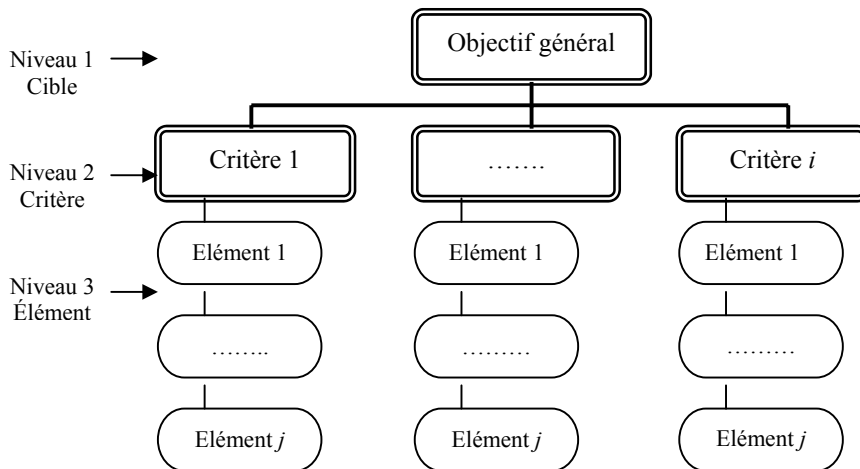 Objectif général
Niveau 1
Cible
Critère 1
…….
Critère i
Niveau 2
Critère
Elément 1
Elément 1
Elément 1
Niveau 3
Élément
……..
………
………
Elément j
Elément j
Elément j